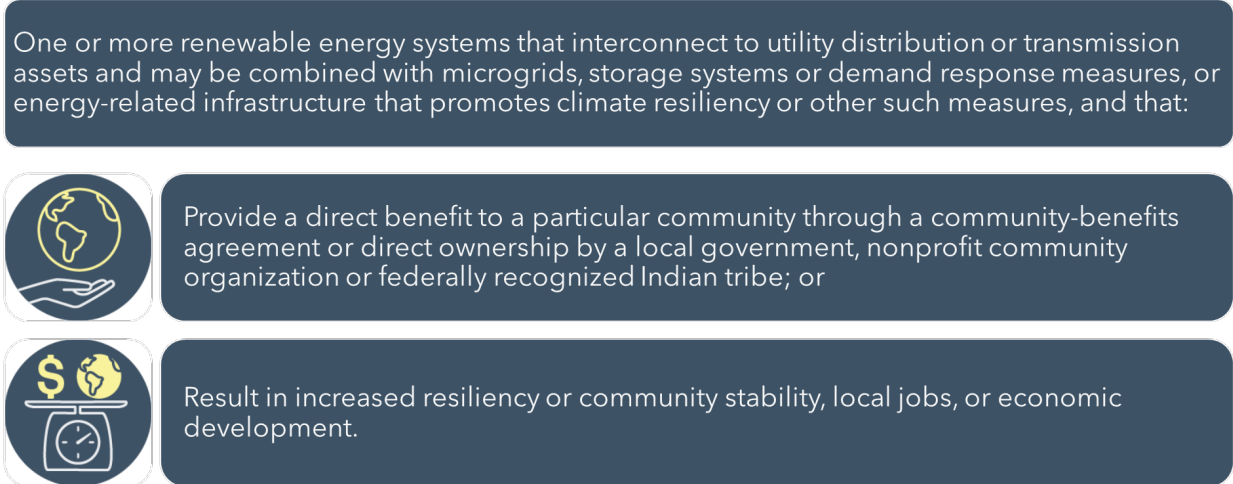 One or more renewable energy systems that interconnect to utility distribution or transmission
assets and may be combined with microgrids, storage systems or demand response measures, or
energy-related infrastructure that promotes climate resiliency or other such measures, and that:
Provide a direct benefit to a particular community through a community-benefits
agreement or direct ownership by a local government, nonprofit community
organization or federally recognized Indian tribe; or
$
Result in increased resiliency or community stability, local jobs, or economic
development.